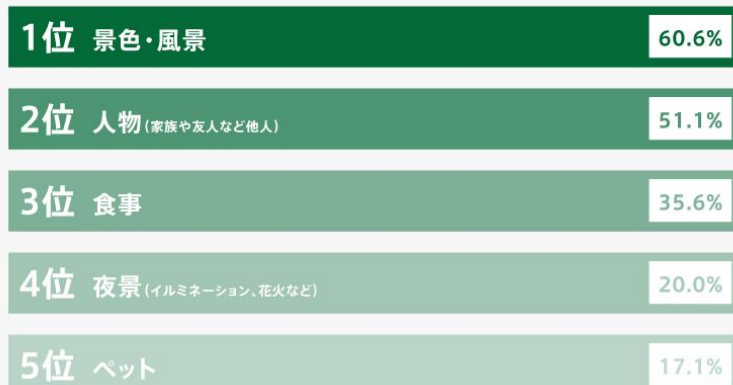 1位 景色・風景 60.6%
2位 人物(家族や友人など他人) 51.1%
3位 食事 35.6%
4位 夜景(イルミネーション、花火など) 20.0%
5位 ペット 17.1%